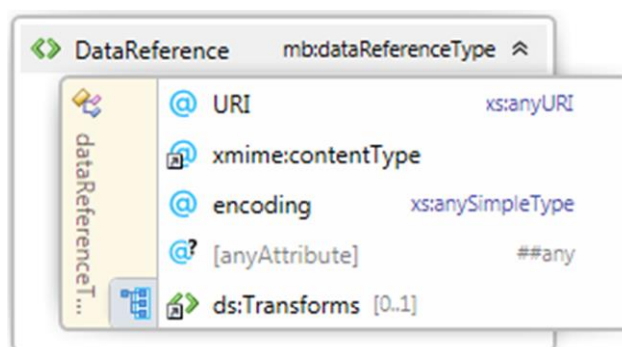 DataReference mb:dataReferenceType
dataReferenceT...
@ URI xs:anyURI
@ xmime:contentType
@ encoding xs:anySimpleType
@? [anyAttribute] ##any
ds:Transforms [0..1]